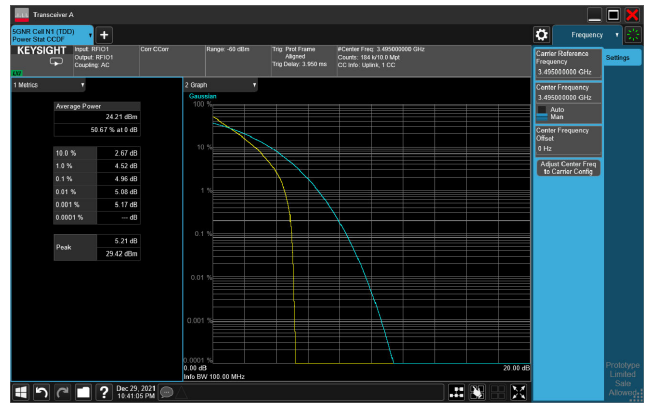 Transceiver A
5GNR Cell N1 (TDD)
Power Stat CCDF
KEYSIGHT
Input: RFIO1
Output: RFIO1
Coupling: AC
Corr CCorr
Range: -60 dBm
Trig: Prot Frame
Aligned
Trig Delay: 3.950 ms
#Center Freq: 3.495000000 GHz
Counts: 184 k/10.0 Mpt
CC Info: Uplink, 1 CC
1 Metrics
Average Power
24.21 dBm
50.67 % at 0 dB
10.0 % 2.67 dB
1.0 % 4.52 dB
0.1 % 4.96 dB
0.01 % 5.08 dB
0.001 % 5.17 dB
0.0001 % --- dB
Peak
5.21 dB
29.42 dBm
2 Graph
Gaussian
100 %
10 %
1 %
0.1 %
0.01 %
0.001 %
0.0001 %
0.00 dB
20.00 dB
Info BW 100.00 MHz
Frequency
Settings
Carrier Reference
Frequency
3.495000000 GHz
Center Frequency
3.495000000 GHz
Auto
Man
Center Frequency
Offset
0 Hz
Adjust Center Freq
to Carrier Config
Prototype
Limited
Sale
Allowed
Dec 29, 2021
10:41:05 PM